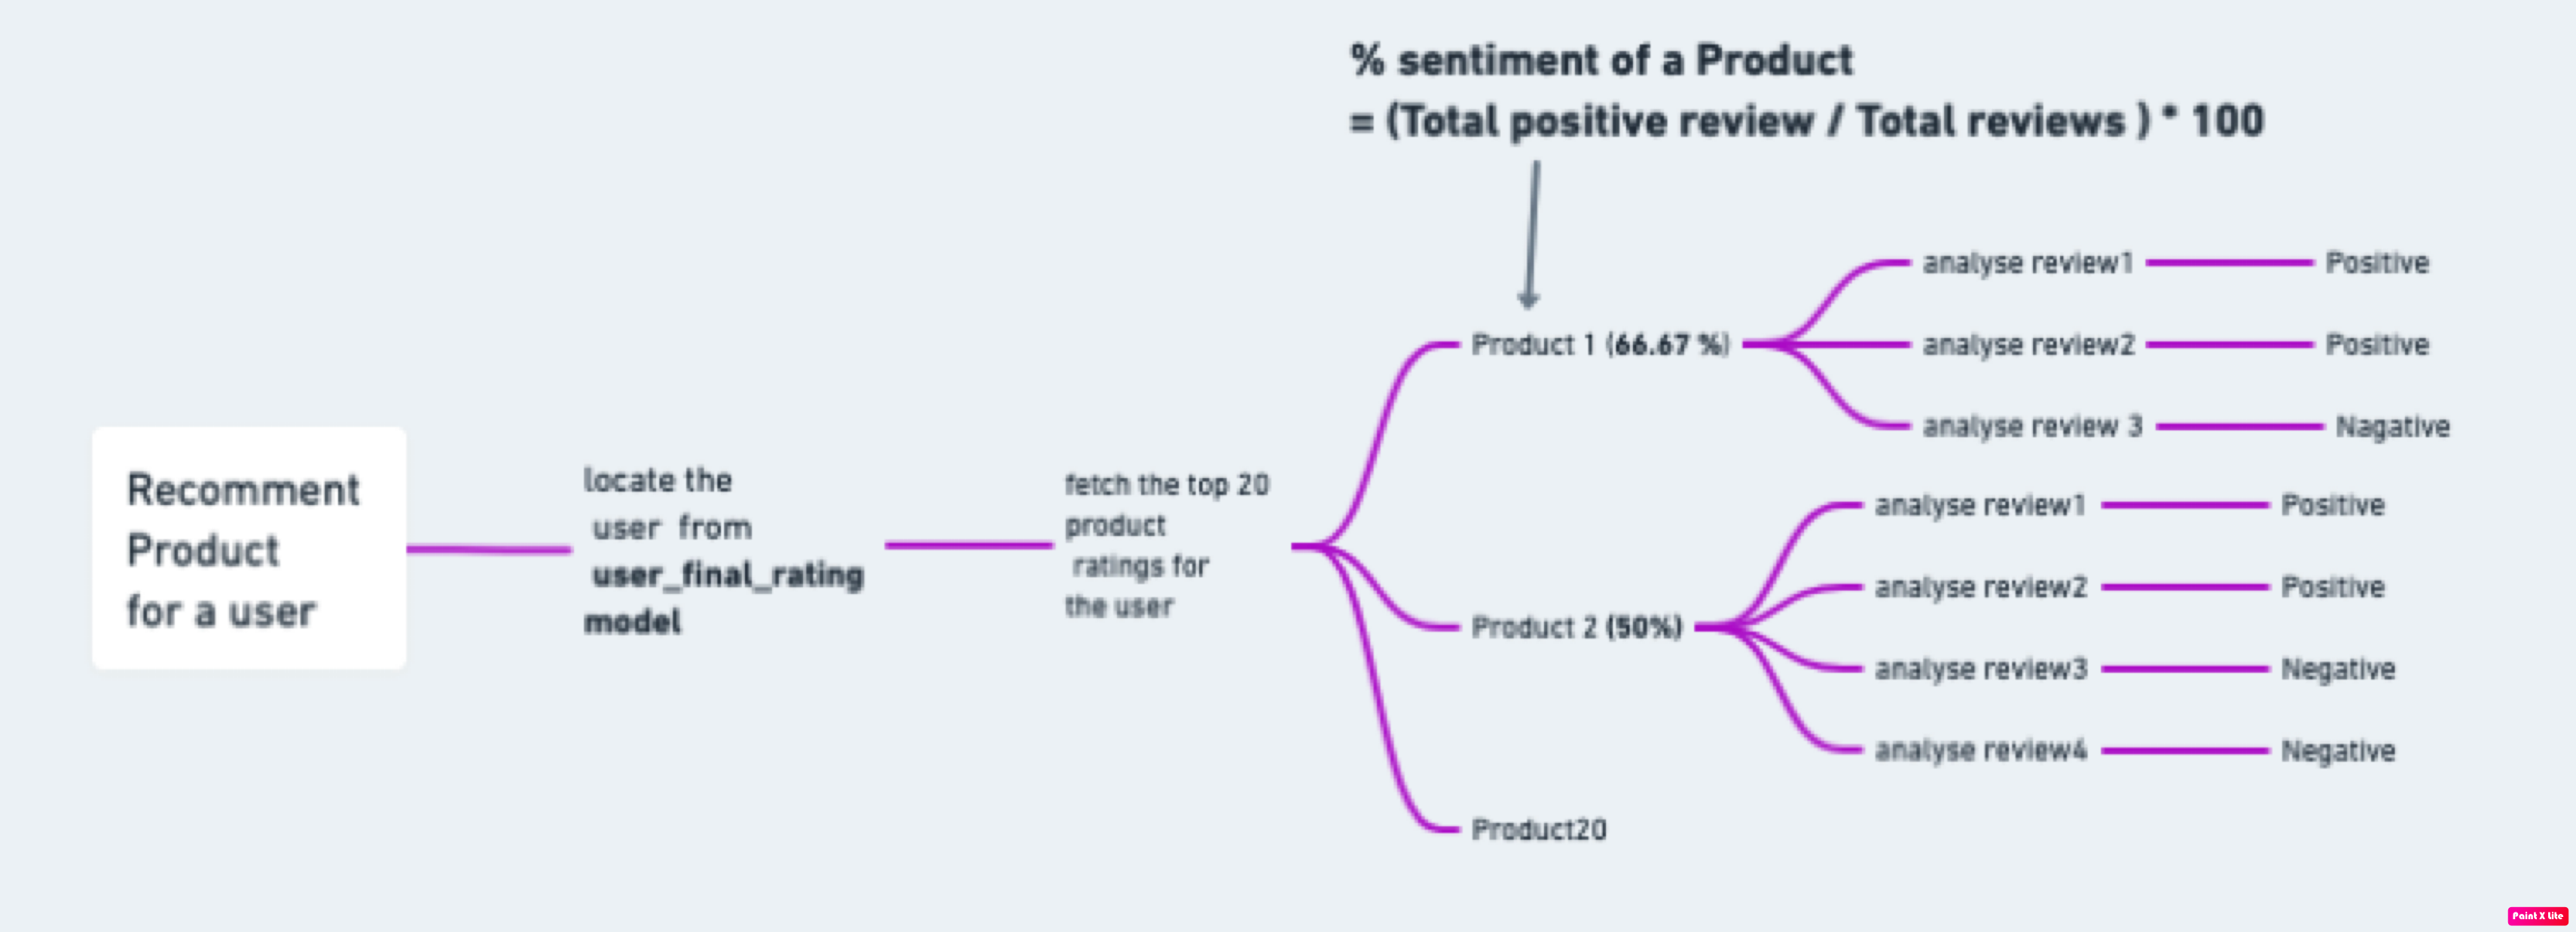 % sentiment of a Product
= (Total positive review / Total reviews ) * 100
Recomment
Product
for a user
locate the
user from
user_final_rating
model
fetch the top 20
product
ratings for
the user
Product 1 (66.67 %)
analyse review1
Positive
analyse review2
Positive
analyse review 3
Nagative
Product 2 (50%)
analyse review1
Positive
analyse review2
Positive
analyse review3
Negative
analyse review4
Negative
Product20
Paint X Lite